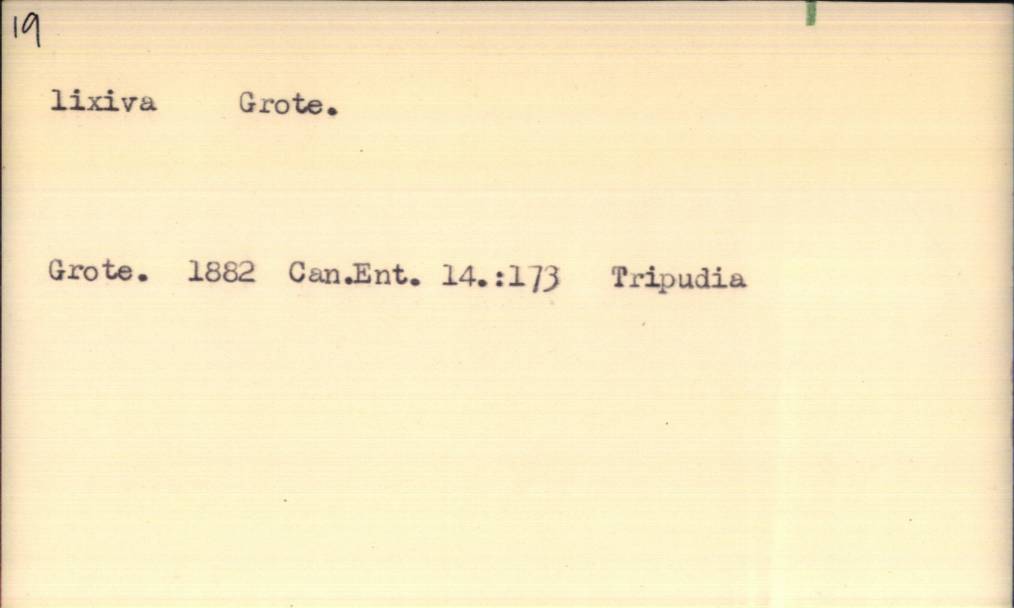 19
lixiva Grote.
Grote. 1882 Can.Ent. 14.:173 Tripudia